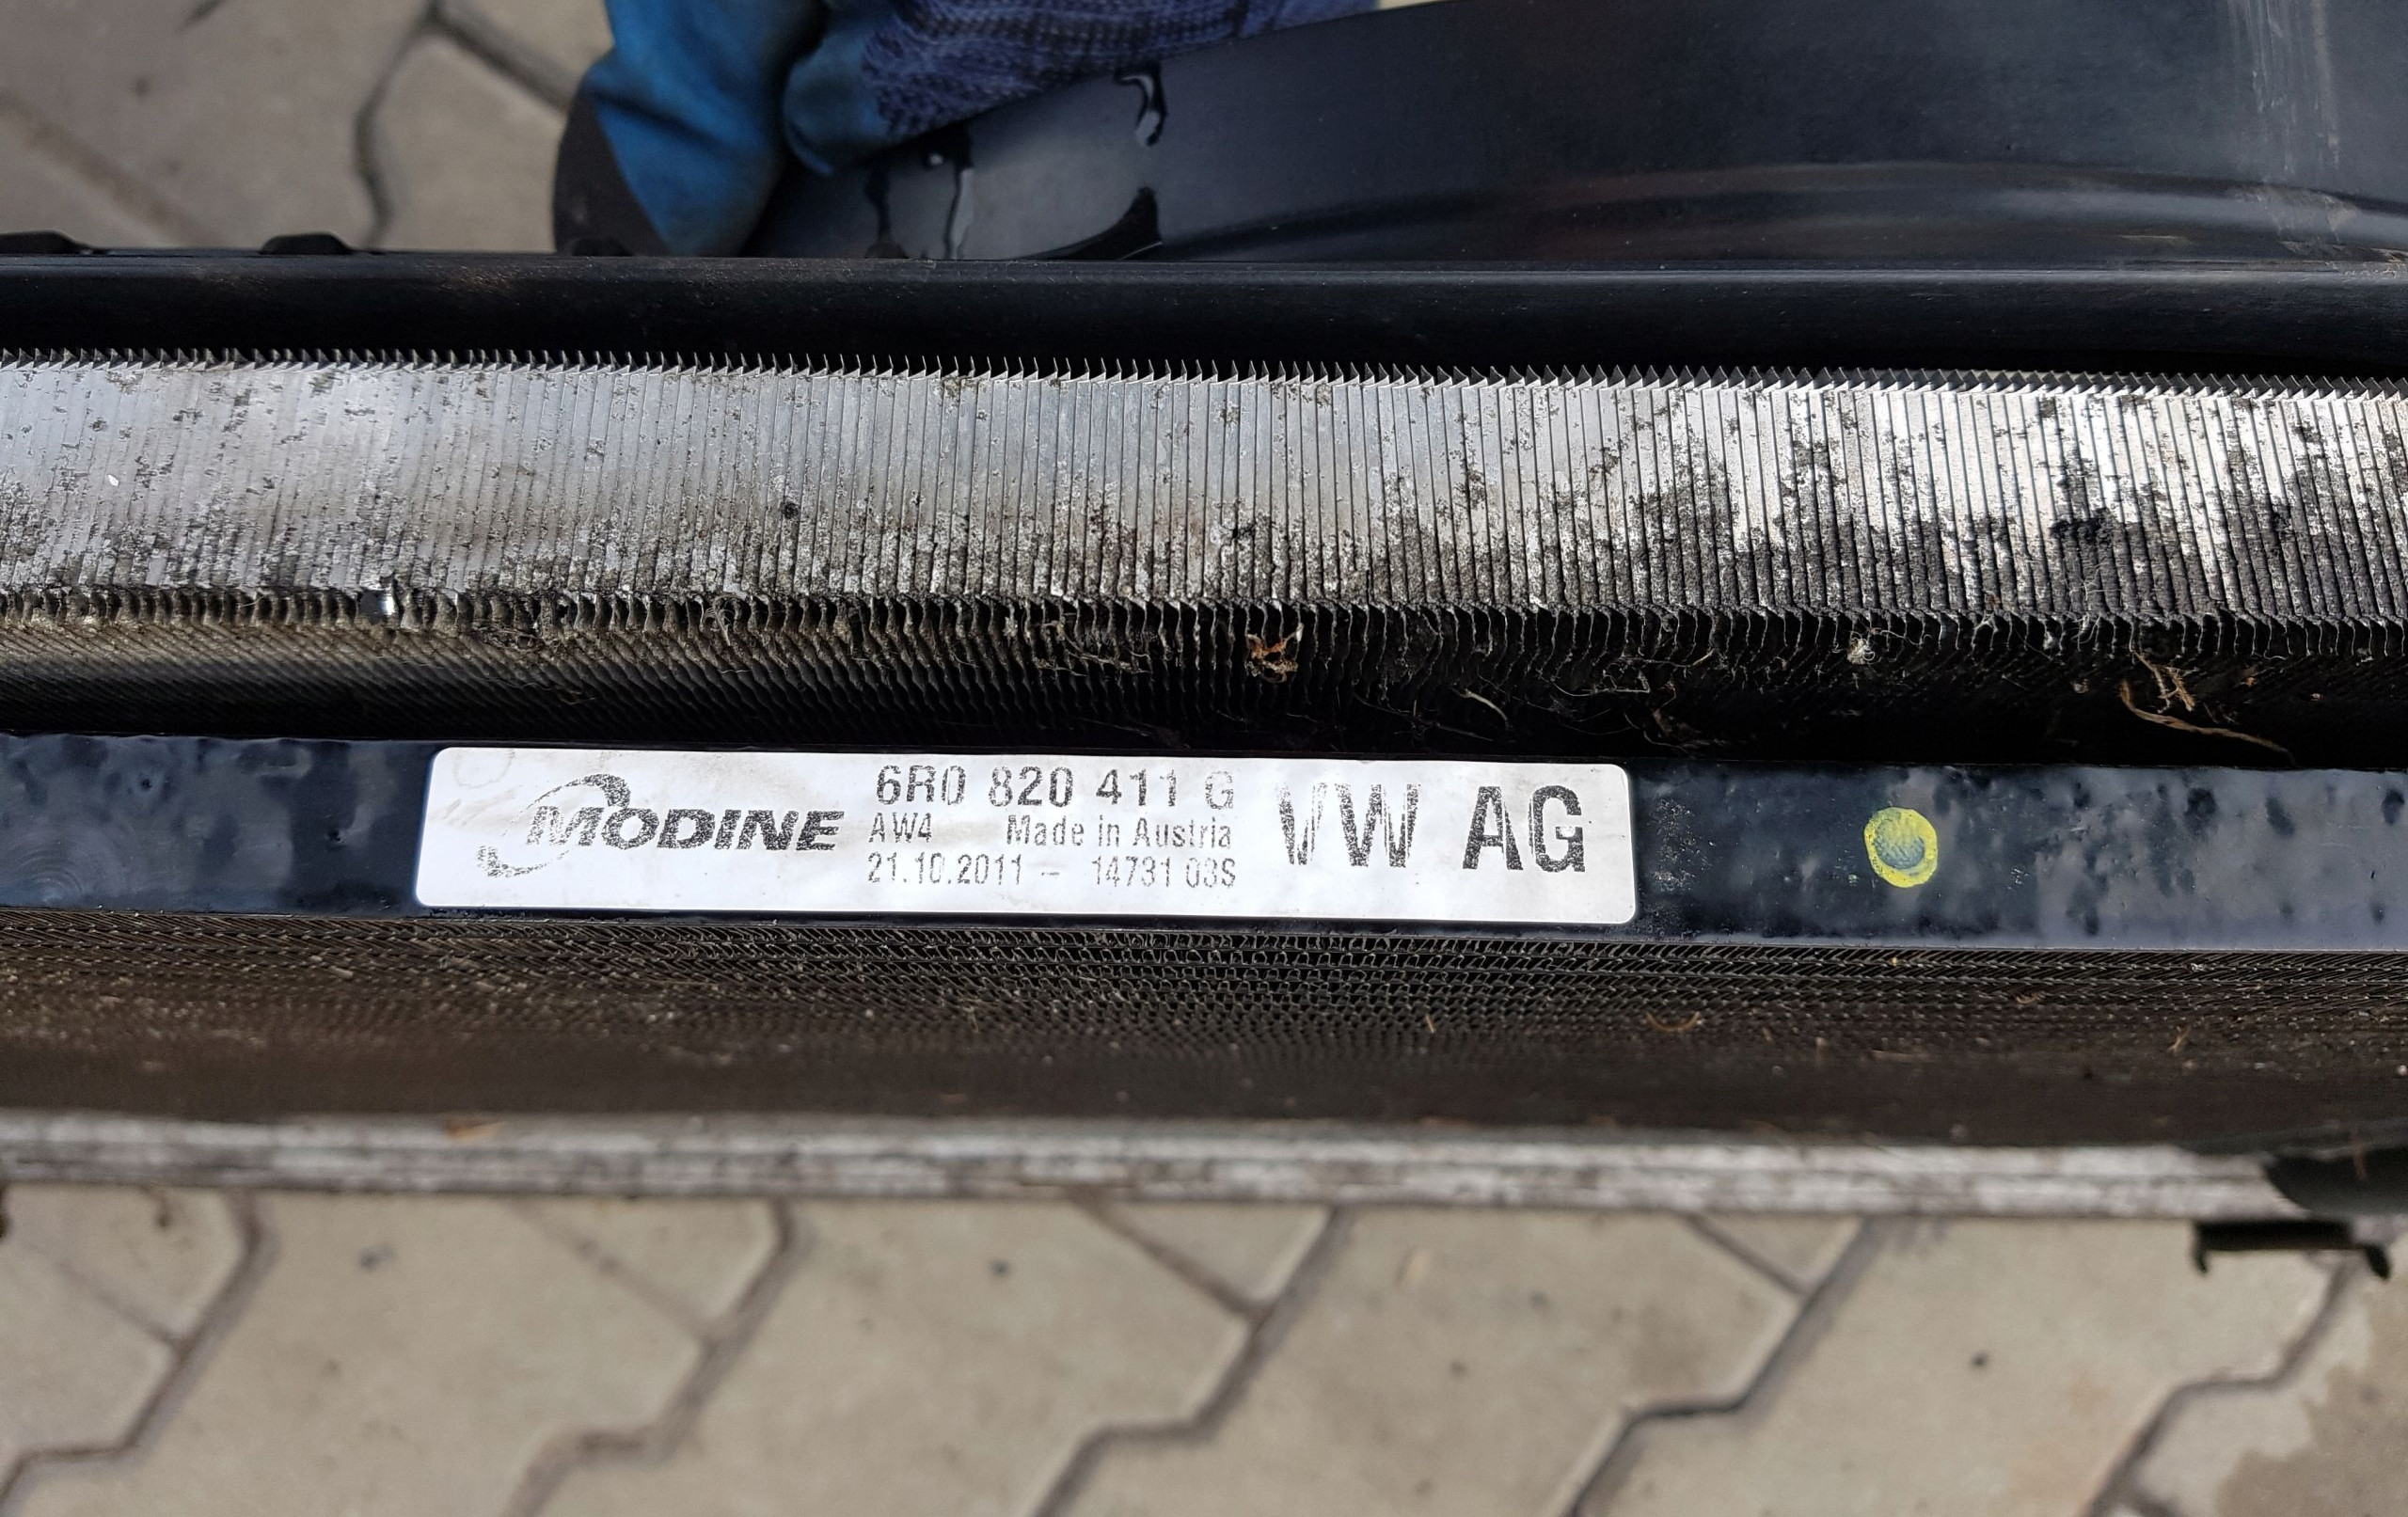 MODINE
6R0 820 411 G
AW4 Made in Austria
21.10.2011 - 14731 03S
VW AG